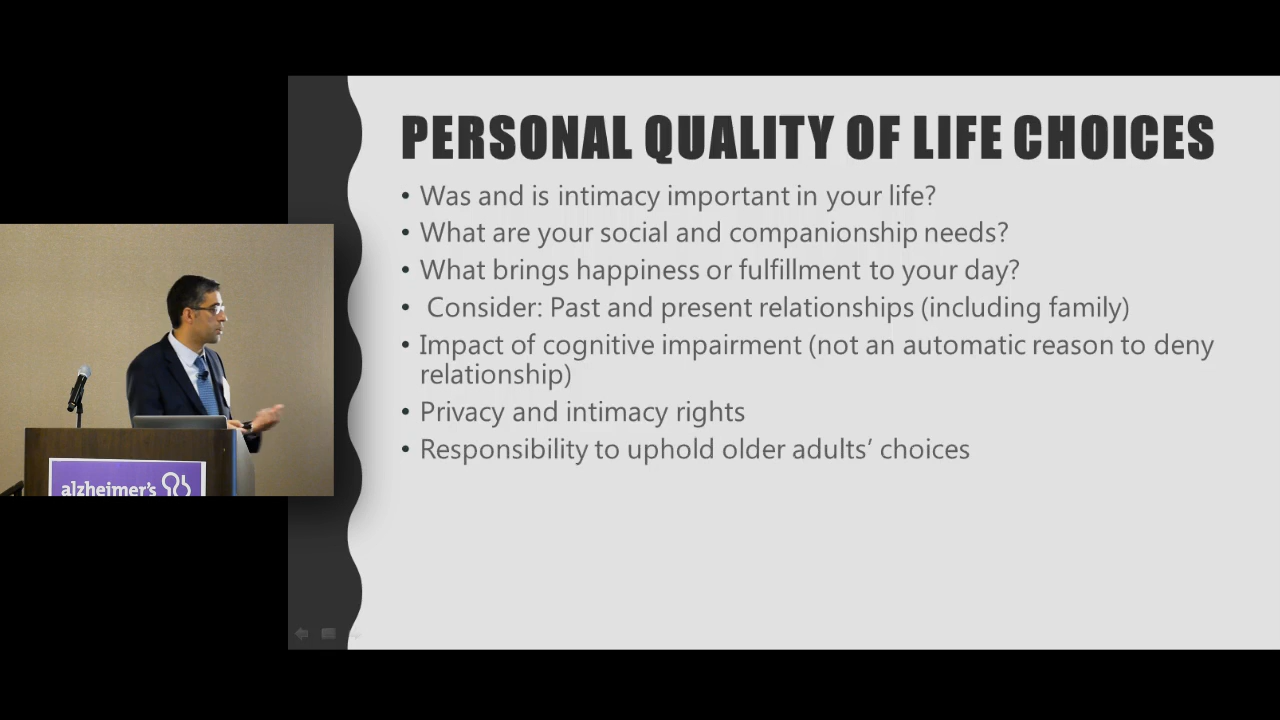 PERSONAL QUALITY OF LIFE CHOICES
• Was and is intimacy important in your life?
• What are your social and companionship needs?
• What brings happiness or fulfillment to your day?
• Consider: Past and present relationships (including family)
• Impact of cognitive impairment (not an automatic reason to deny
relationship)
• Privacy and intimacy rights
• Responsibility to uphold older adults’ choices
alzheimer's